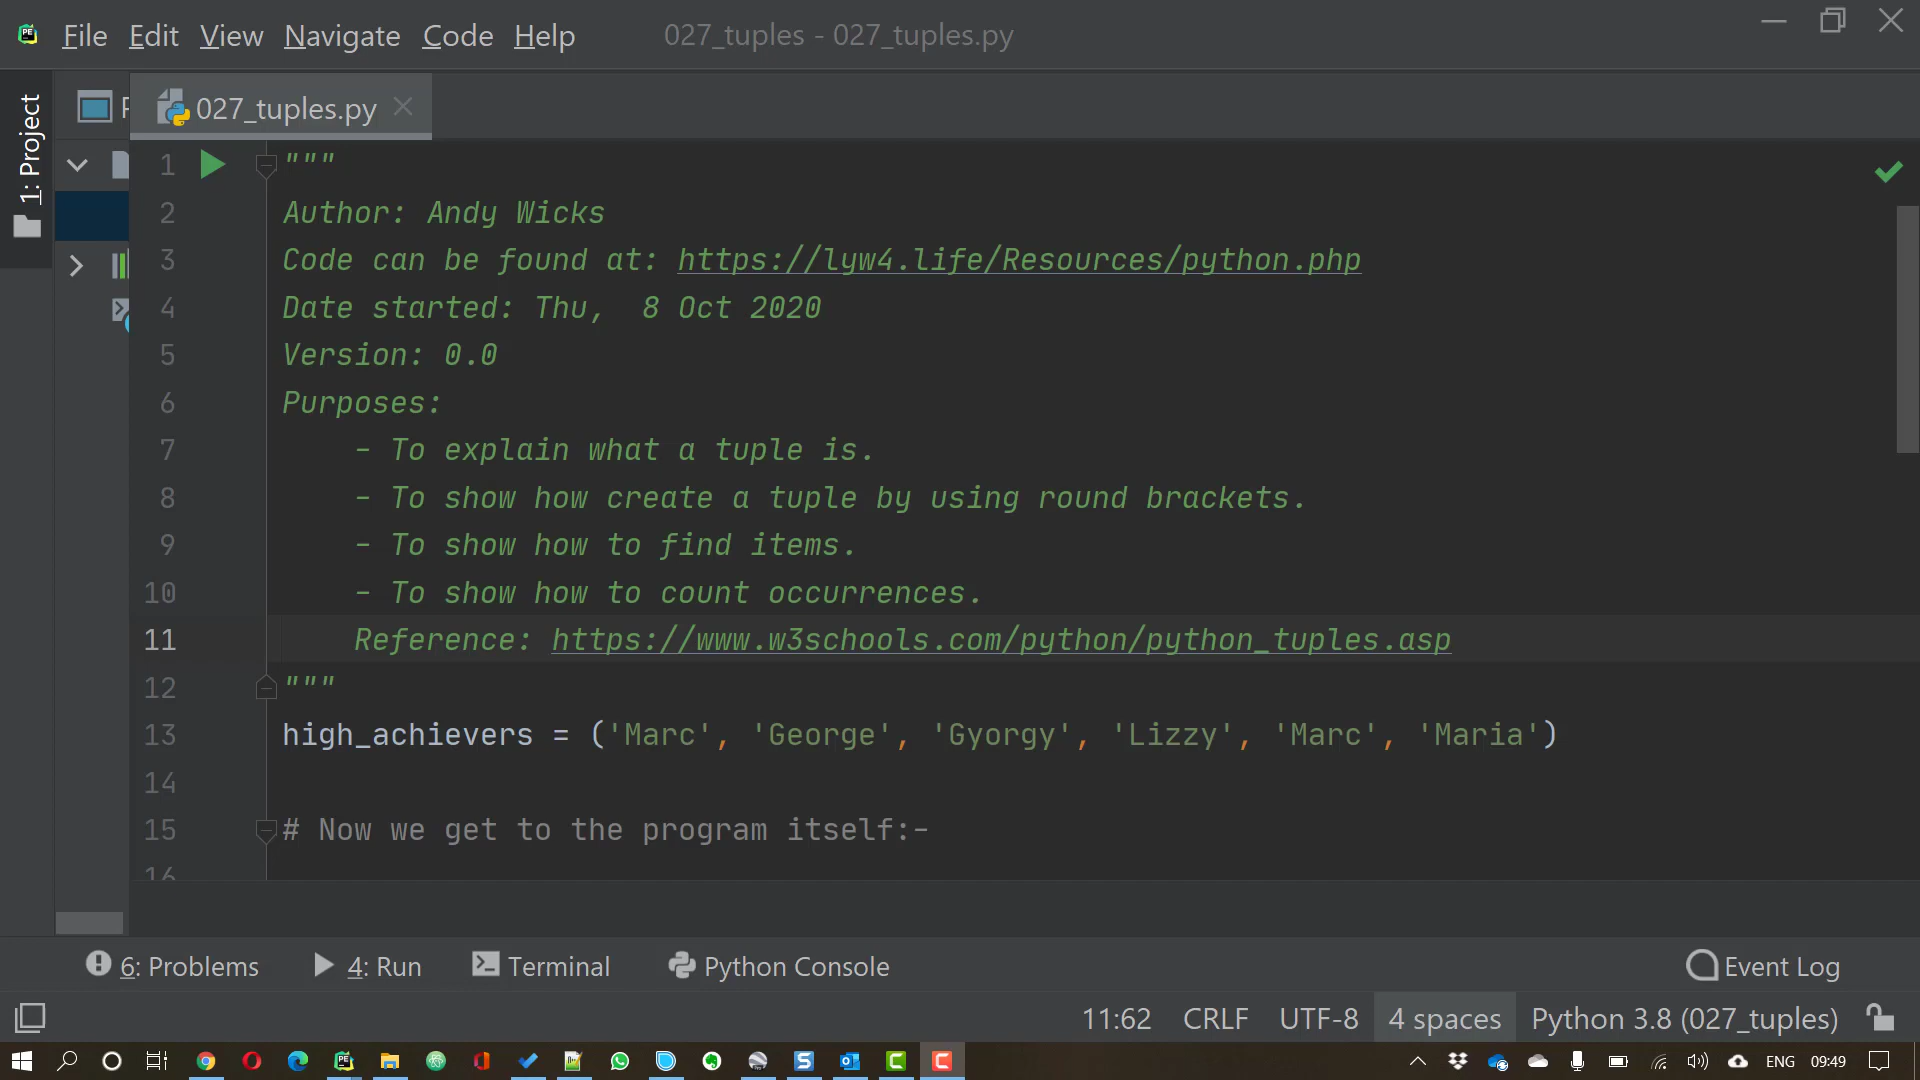 File Edit View Navigate Code Help 027_tuples - 027_tuples.py
1: Project
027_tuples.py
1 """
2 Author: Andy Wicks
3 Code can be found at: https://lyw4.life/Resources/python.php
4 Date started: Thu,  8 Oct 2020
5 Version: 0.0
6 Purposes:
7     - To explain what a tuple is.
8     - To show how create a tuple by using round brackets.
9     - To show how to find items.
10     - To show how to count occurrences.
11     Reference: https://www.w3schools.com/python/python_tuples.asp
12 """
13 high_achievers = ('Marc', 'George', 'Gyorgy', 'Lizzy', 'Marc', 'Maria')
14
15 # Now we get to the program itself:-
16
6: Problems 4: Run Terminal Python Console Event Log
11:62 CRLF UTF-8 4 spaces Python 3.8 (027_tuples)
ENG 09:49